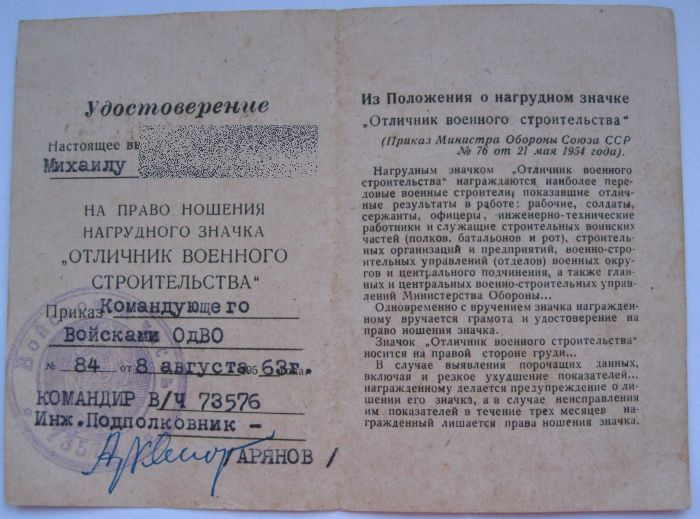 Удостоверение
Настоящее вы
Михаилу
НА ПРАВО НОШЕНИЯ
НАГРУДНОГО ЗНАЧКА
„ОТЛИЧНИК ВОЕННОГО
СТРОИТЕЛЬСТВА“
Приказ Командующего
Войсками ОдВО
№ 84 от 8 августа 195 63г.
КОМАНДИР В/Ч 73576
Инж.Подполковник -
АРЯНОВ /
Из Положения о нагрудном значке
„Отличник военного строительства“
(Приказ Министра Обороны Союза ССР
№ 76 от 21 мая 1954 года).
Нагрудным значком „Отличник военного
строительства“ награждаются наиболее пере-
довые военные строители, показавшие отлич-
ные результаты в работе: рабочие, солдаты,
сержанты, офицеры, инженерно-технические
работники и служащие строительных воинских
частей (полков, батальонов и рот), строитель-
ных организаций и предприятий, военно-стро-
ительных управлений (отделов) военных окру-
гов и центрального подчинения, а также глав-
ных и центральных военно-строительных управ-
лений Министерства Обороны...
Одновременно с вручением значка награжден-
ному вручается грамота и удостоверение на
право ношения значка.
Значок „Отличник военного строительства“
носится на правой стороне груди...
В случае выявления порочащих данных,
включая и резкое ухудшение показателей...
награжденному делается предупреждение о ли-
шении его значка, а в случае неисправления
им показателей в течение трех месяцев на-
гражденный лишается права ношения значка.